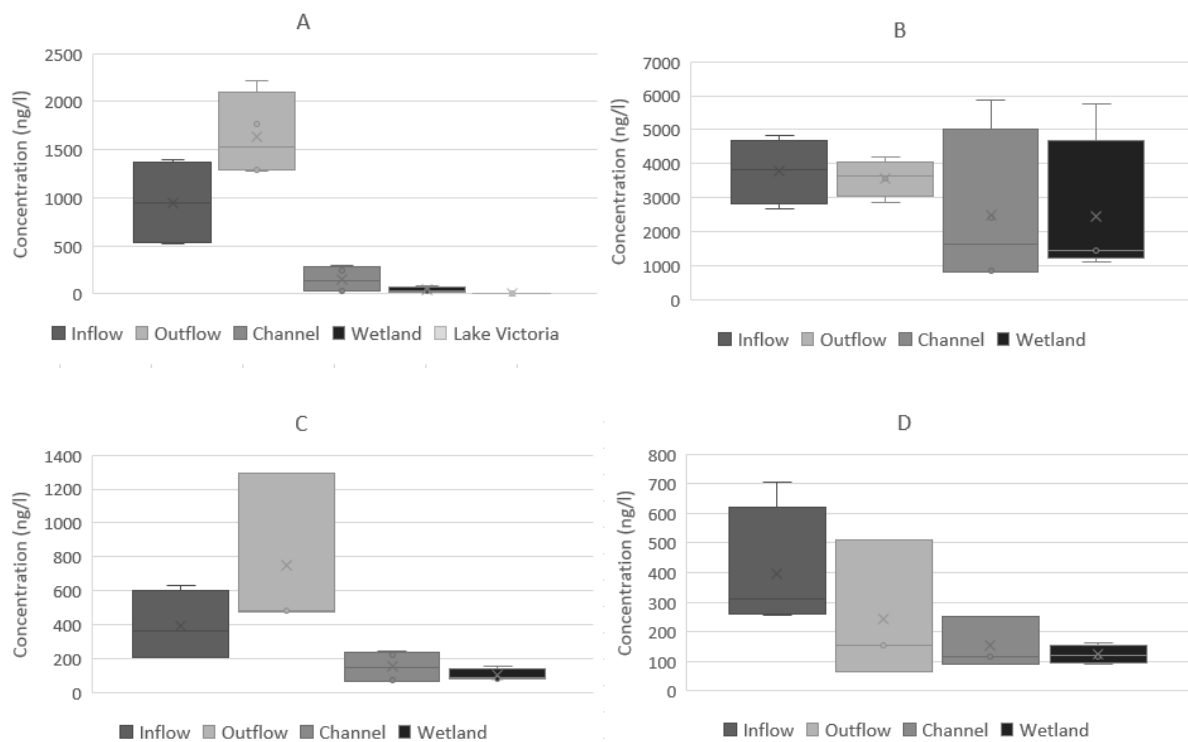 A
Concentration (ng/l)
2500
2000
1500
1000
500
0
Inflow Outflow Channel Wetland Lake Victoria
B
Concentration (ng/l)
7000
6000
5000
4000
3000
2000
1000
0
Inflow Outflow Channel Wetland
C
Concentration (ng/l)
1400
1200
1000
800
600
400
200
0
Inflow Outflow Channel Wetland
D
Concentration (ng/l)
800
700
600
500
400
300
200
100
0
Inflow Outflow Channel Wetland